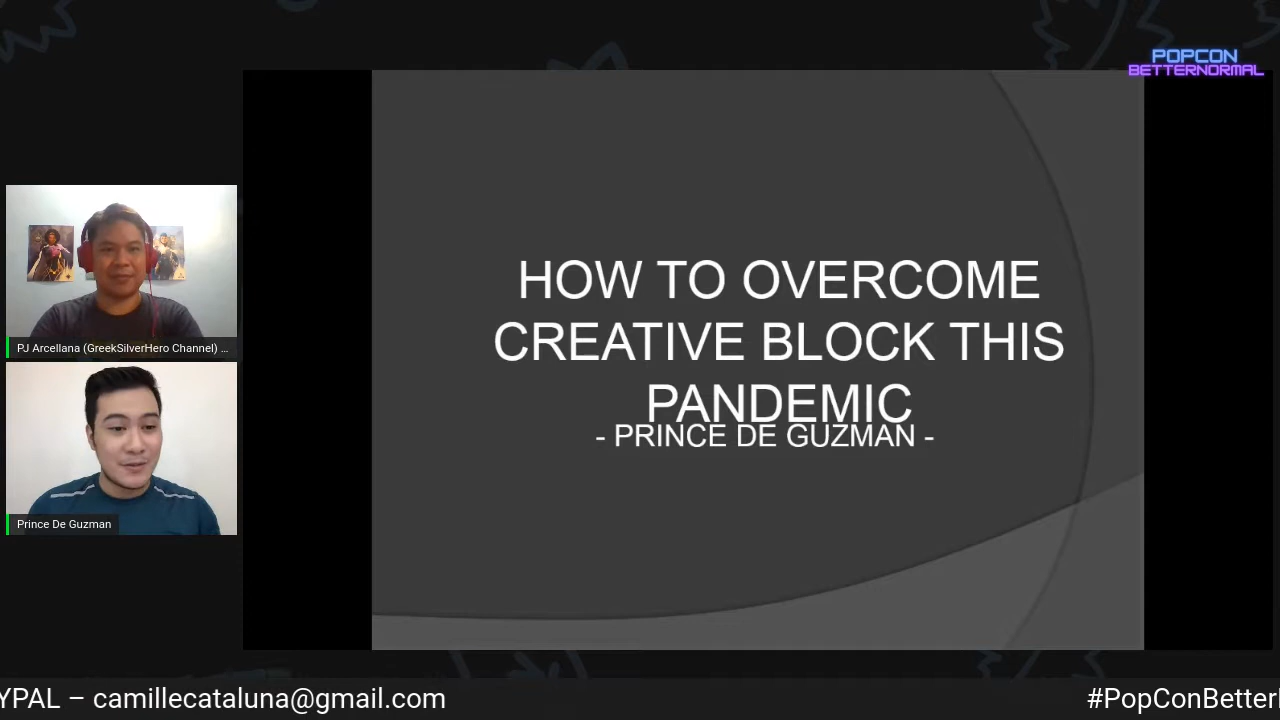 POPCON
BETTERNORMAL
HOW TO OVERCOME
CREATIVE BLOCK THIS
PANDEMIC
- PRINCE DE GUZMAN -
PJ Arcellana (GreekSilverHero Channel) ...
Prince De Guzman
YPAL – camillecataluna@gmail.com
#PopConBetter